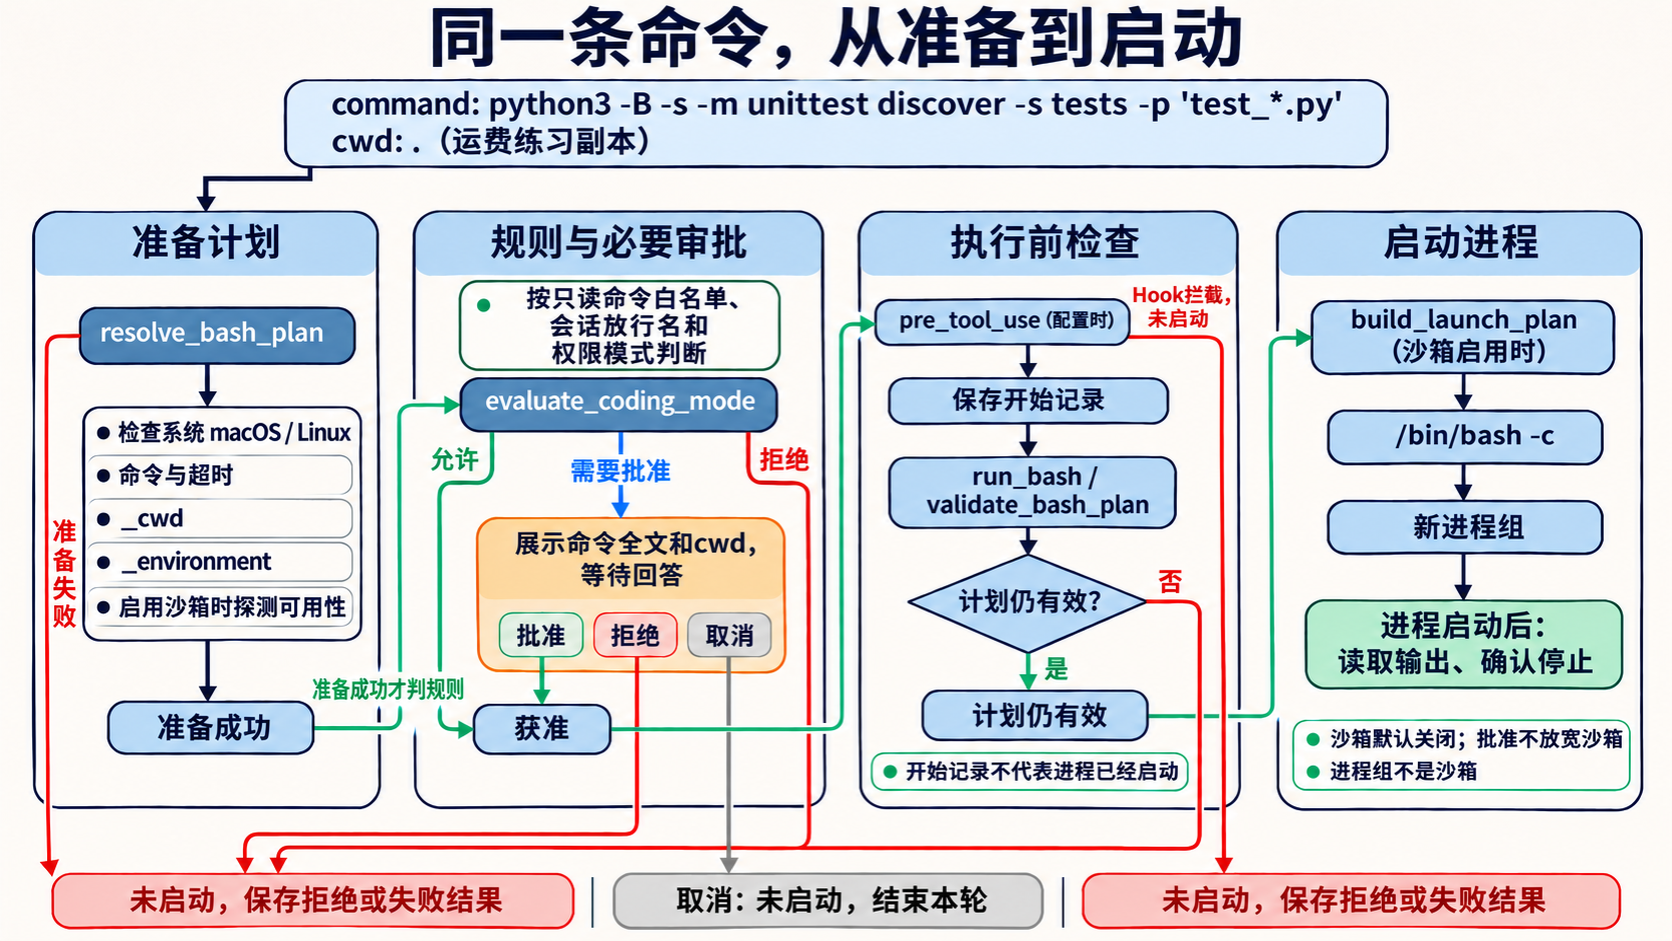 同一条命令，从准备到启动
command: python3 -B -s -m unittest discover -s tests -p 'test_*.py'
cwd: .（运费练习副本）
准备计划
resolve_bash_plan
检查系统 macOS / Linux
命令与超时
_cwd
_environment
启用沙箱时探测可用性
准备成功
准备失败
准备成功才判规则
规则与必要审批
按只读命令白名单、
会话放行名和
权限模式判断
evaluate_coding_mode
允许
需要批准
拒绝
展示命令全文和cwd，
等待回答
批准
拒绝
取消
获准
执行前检查
pre_tool_use (配置时)
Hook拦截，
未启动
保存开始记录
run_bash /
validate_bash_plan
计划仍有效?
否
是
计划仍有效
开始记录不代表进程已经启动
启动进程
build_launch_plan
（沙箱启用时）
/bin/bash -c
新进程组
进程启动后：
读取输出、确认停止
沙箱默认关闭；批准不放宽沙箱
进程组不是沙箱
未启动，保存拒绝或失败结果
取消: 未启动，结束本轮
未启动，保存拒绝或失败结果